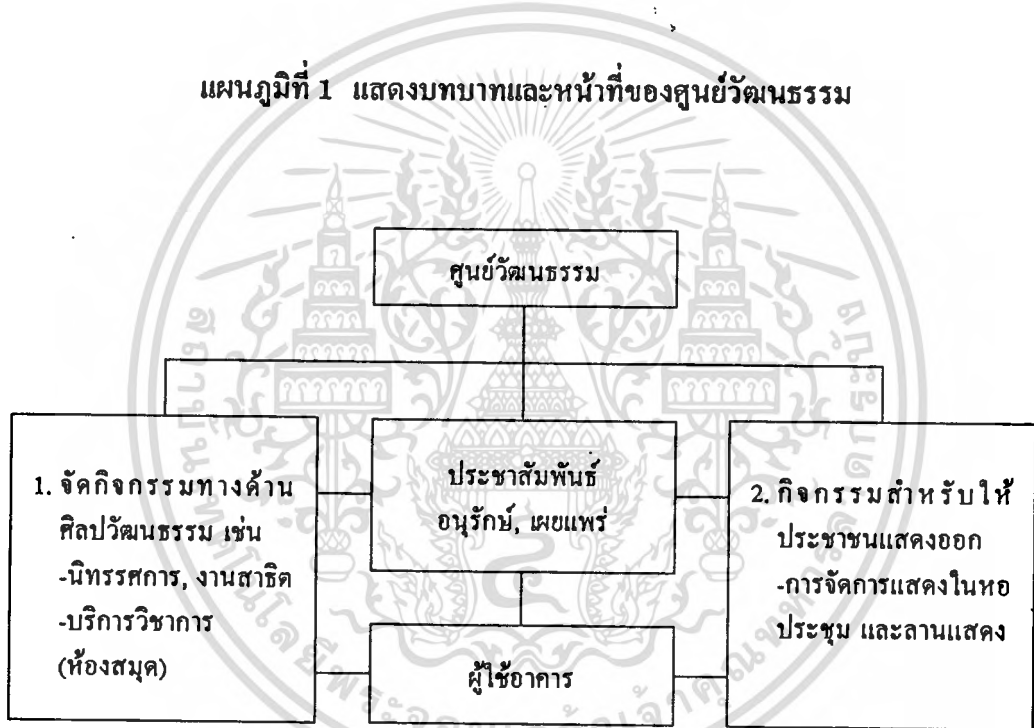 แผนภูมิที่ 1 แสดงบทบาทและหน้าที่ของศูนย์วัฒนธรรม
ศูนย์วัฒนธรรม
1. จัดกิจกรรมทางด้าน
ศิลปวัฒนธรรม เช่น
-นิทรรศการ, งานสาธิต
-บริการวิชาการ
(ห้องสมุด)
ประชาสัมพันธ์
อนุรักษ์, เผยแพร่
2. กิจกรรมสำหรับให้
ประชาชนแสดงออก
-การจัดการแสดงในหอ
ประชุม และลานแสดง
ผู้ใช้อาคาร